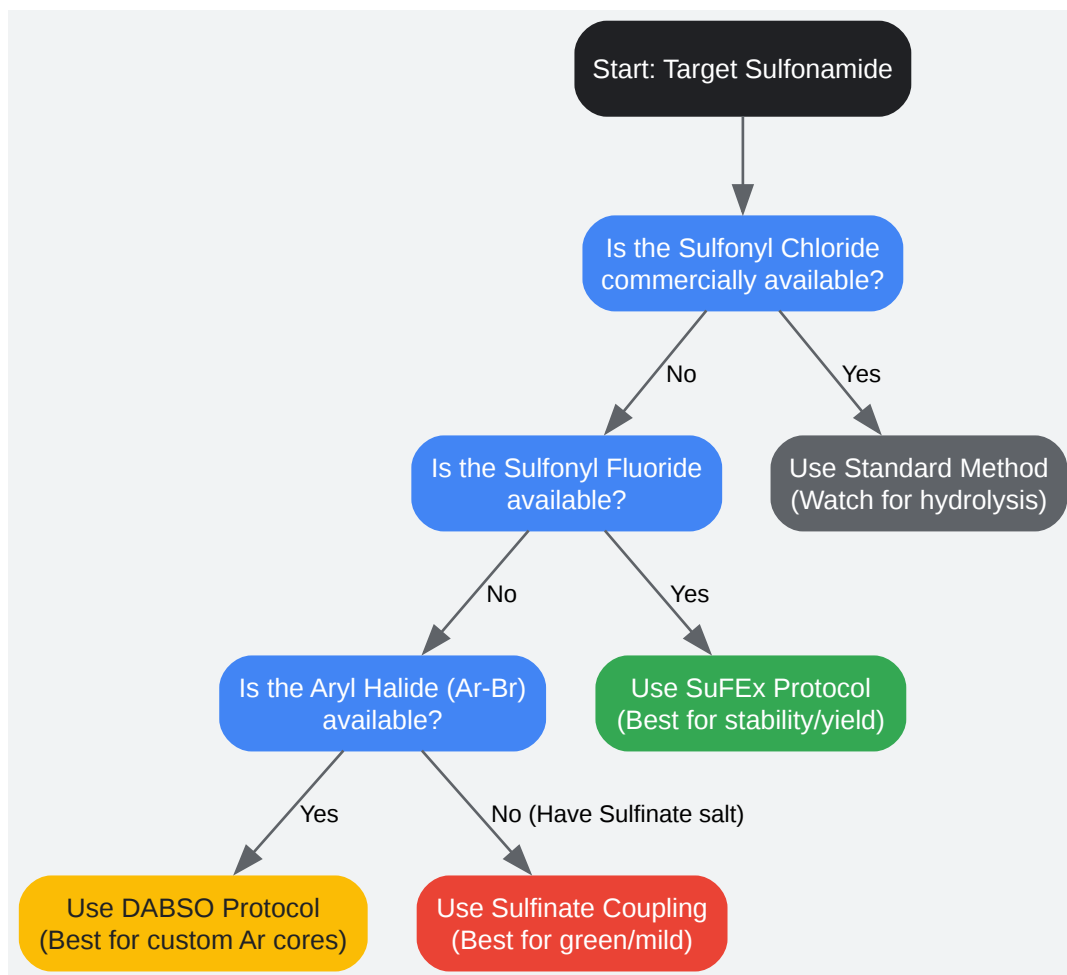 Start: Target Sulfonamide
Is the Sulfonyl Chloride
commercially available?
No
Yes
Is the Sulfonyl Fluoride
available?
Use Standard Method
(Watch for hydrolysis)
No
Yes
Is the Aryl Halide (Ar-Br)
available?
Use SuFEx Protocol
(Best for stability/yield)
Yes
No (Have Sulfinate salt)
Use DABSO Protocol
(Best for custom Ar cores)
Use Sulfinate Coupling
(Best for green/mild)